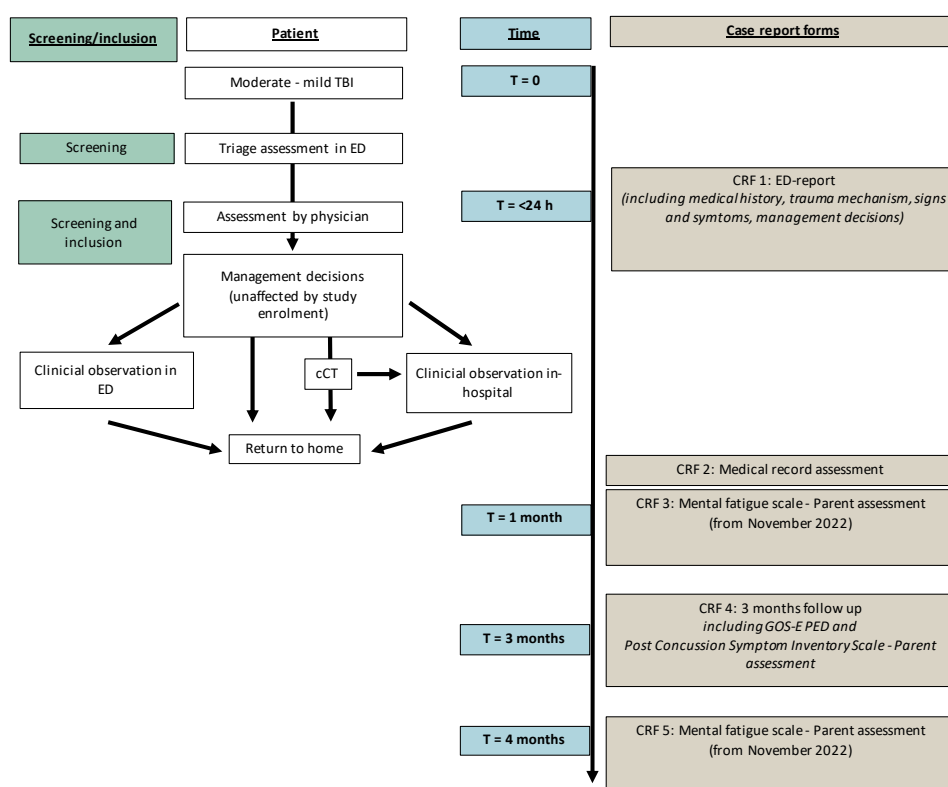 Screening/inclusion
Patient
Time
Case report forms
Moderate - mild TBI
T = 0
Screening
Triage assessment in ED
CRF 1: ED-report
(including medical history, trauma mechanism, signs
and symtoms, management decisions)
T = <24 h
Screening and
inclusion
Assessment by physician
Management decisions
(unaffected by study
enrolment)
Clinicial observation in
ED
cCT
Clinicial observation in-
hospital
Return to home
CRF 2: Medical record assessment
T = 1 month
CRF 3: Mental fatigue scale - Parent assessment
(from November 2022)
T = 3 months
CRF 4: 3 months follow up
including GOS-E PED and
Post Concussion Symptom Inventory Scale - Parent
assessment
T = 4 months
CRF 5: Mental fatigue scale - Parent assessment
(from November 2022)